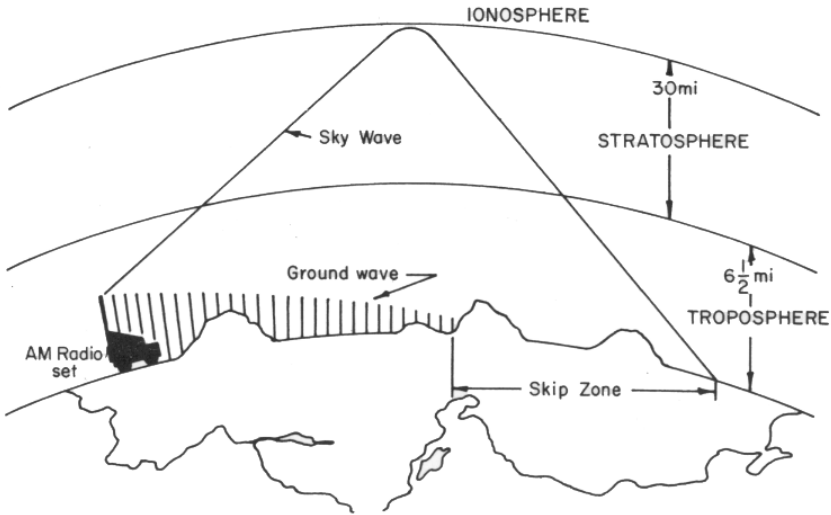 IONOSPHERE
30mi
Sky Wave
STRATOSPHERE
Ground wave
6 1/2 mi
TROPOSPHERE
AM Radio
set
Skip Zone